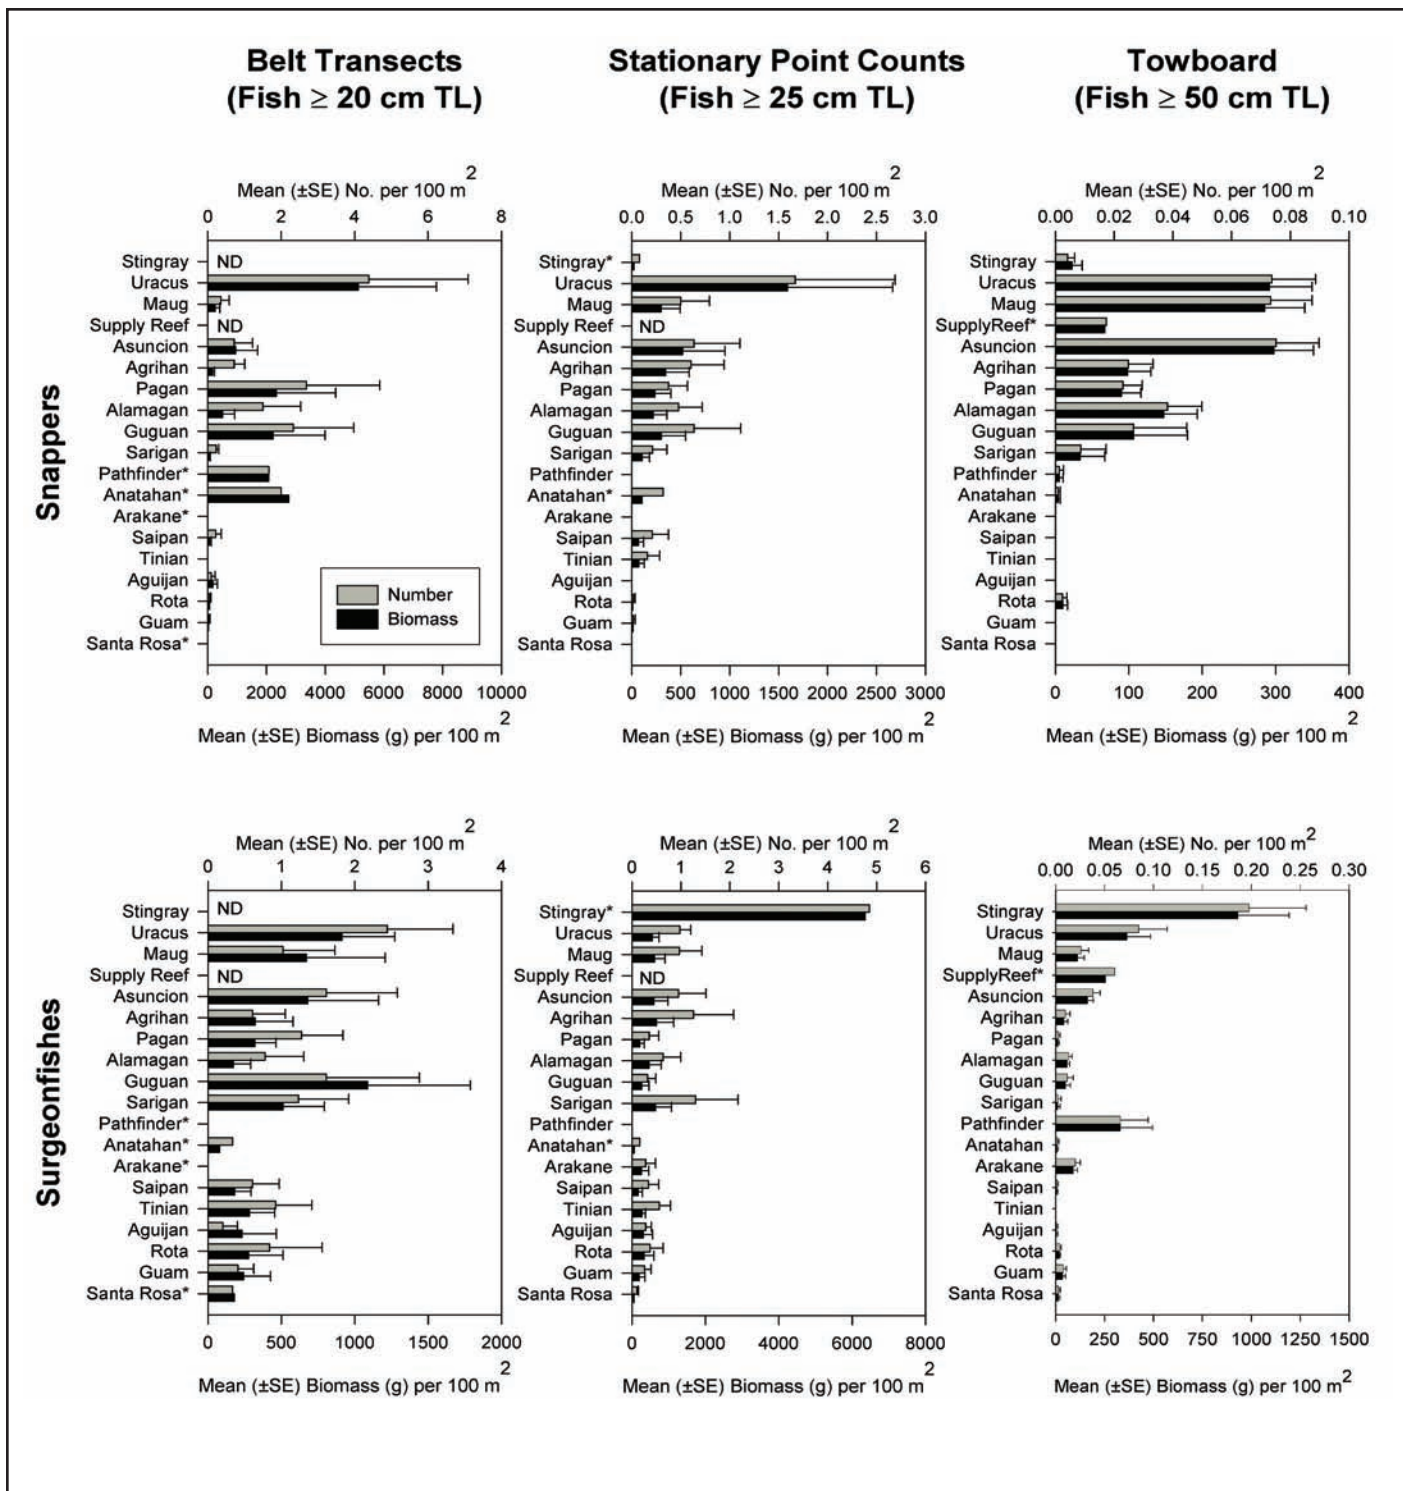 Belt Transects
(Fish ≥ 20 cm TL)
Stationary Point Counts
(Fish ≥ 25 cm TL)
Towboard
(Fish ≥ 50 cm TL)
Snappers
Mean (±SE) No. per 100 m²
0 2 4 6 8
Stingray ND
Uracus
Maug
Supply Reef ND
Asuncion
Agrihan
Pagan
Alamagan
Guguan
Sarigan
Pathfinder*
Anatahan*
Arakane*
Saipan
Tinian
Aguijan
Rota
Guam
Santa Rosa*
Number
Biomass
0 2000 4000 6000 8000 10000
Mean (±SE) Biomass (g) per 100 m²
Mean (±SE) No. per 100 m²
0.0 0.5 1.0 1.5 2.0 2.5 3.0
Stingray*
Uracus
Maug
Supply Reef ND
Asuncion
Agrihan
Pagan
Alamagan
Guguan
Sarigan
Pathfinder
Anatahan*
Arakane
Saipan
Tinian
Aguijan
Rota
Guam
Santa Rosa
0 500 1000 1500 2000 2500 3000
Mean (±SE) Biomass (g) per 100 m²
Mean (±SE) No. per 100 m²
0.00 0.02 0.04 0.06 0.08 0.10
Stingray
Uracus
Maug
SupplyReef*
Asuncion
Agrihan
Pagan
Alamagan
Guguan
Sarigan
Pathfinder
Anatahan
Arakane
Saipan
Tinian
Aguijan
Rota
Guam
Santa Rosa
0 100 200 300 400
Mean (±SE) Biomass (g) per 100 m²
Surgeonfishes
Mean (±SE) No. per 100 m²
0 1 2 3 4
Stingray ND
Uracus
Maug
Supply Reef ND
Asuncion
Agrihan
Pagan
Alamagan
Guguan
Sarigan
Pathfinder*
Anatahan*
Arakane*
Saipan
Tinian
Aguijan
Rota
Guam
Santa Rosa*
0 500 1000 1500 2000
Mean (±SE) Biomass (g) per 100 m²
Mean (±SE) No. per 100 m²
0 1 2 3 4 5 6
Stingray*
Uracus
Maug
Supply Reef ND
Asuncion
Agrihan
Pagan
Alamagan
Guguan
Sarigan
Pathfinder
Anatahan*
Arakane
Saipan
Tinian
Aguijan
Rota
Guam
Santa Rosa
0 2000 4000 6000 8000
Mean (±SE) Biomass (g) per 100 m²
Mean (±SE) No. per 100 m²
0.00 0.05 0.10 0.15 0.20 0.25 0.30
Stingray
Uracus
Maug
SupplyReef*
Asuncion
Agrihan
Pagan
Alamagan
Guguan
Sarigan
Pathfinder
Anatahan
Arakane
Saipan
Tinian
Aguijan
Rota
Guam
Santa Rosa
0 250 500 750 1000 1250 1500
Mean (±SE) Biomass (g) per 100 m²